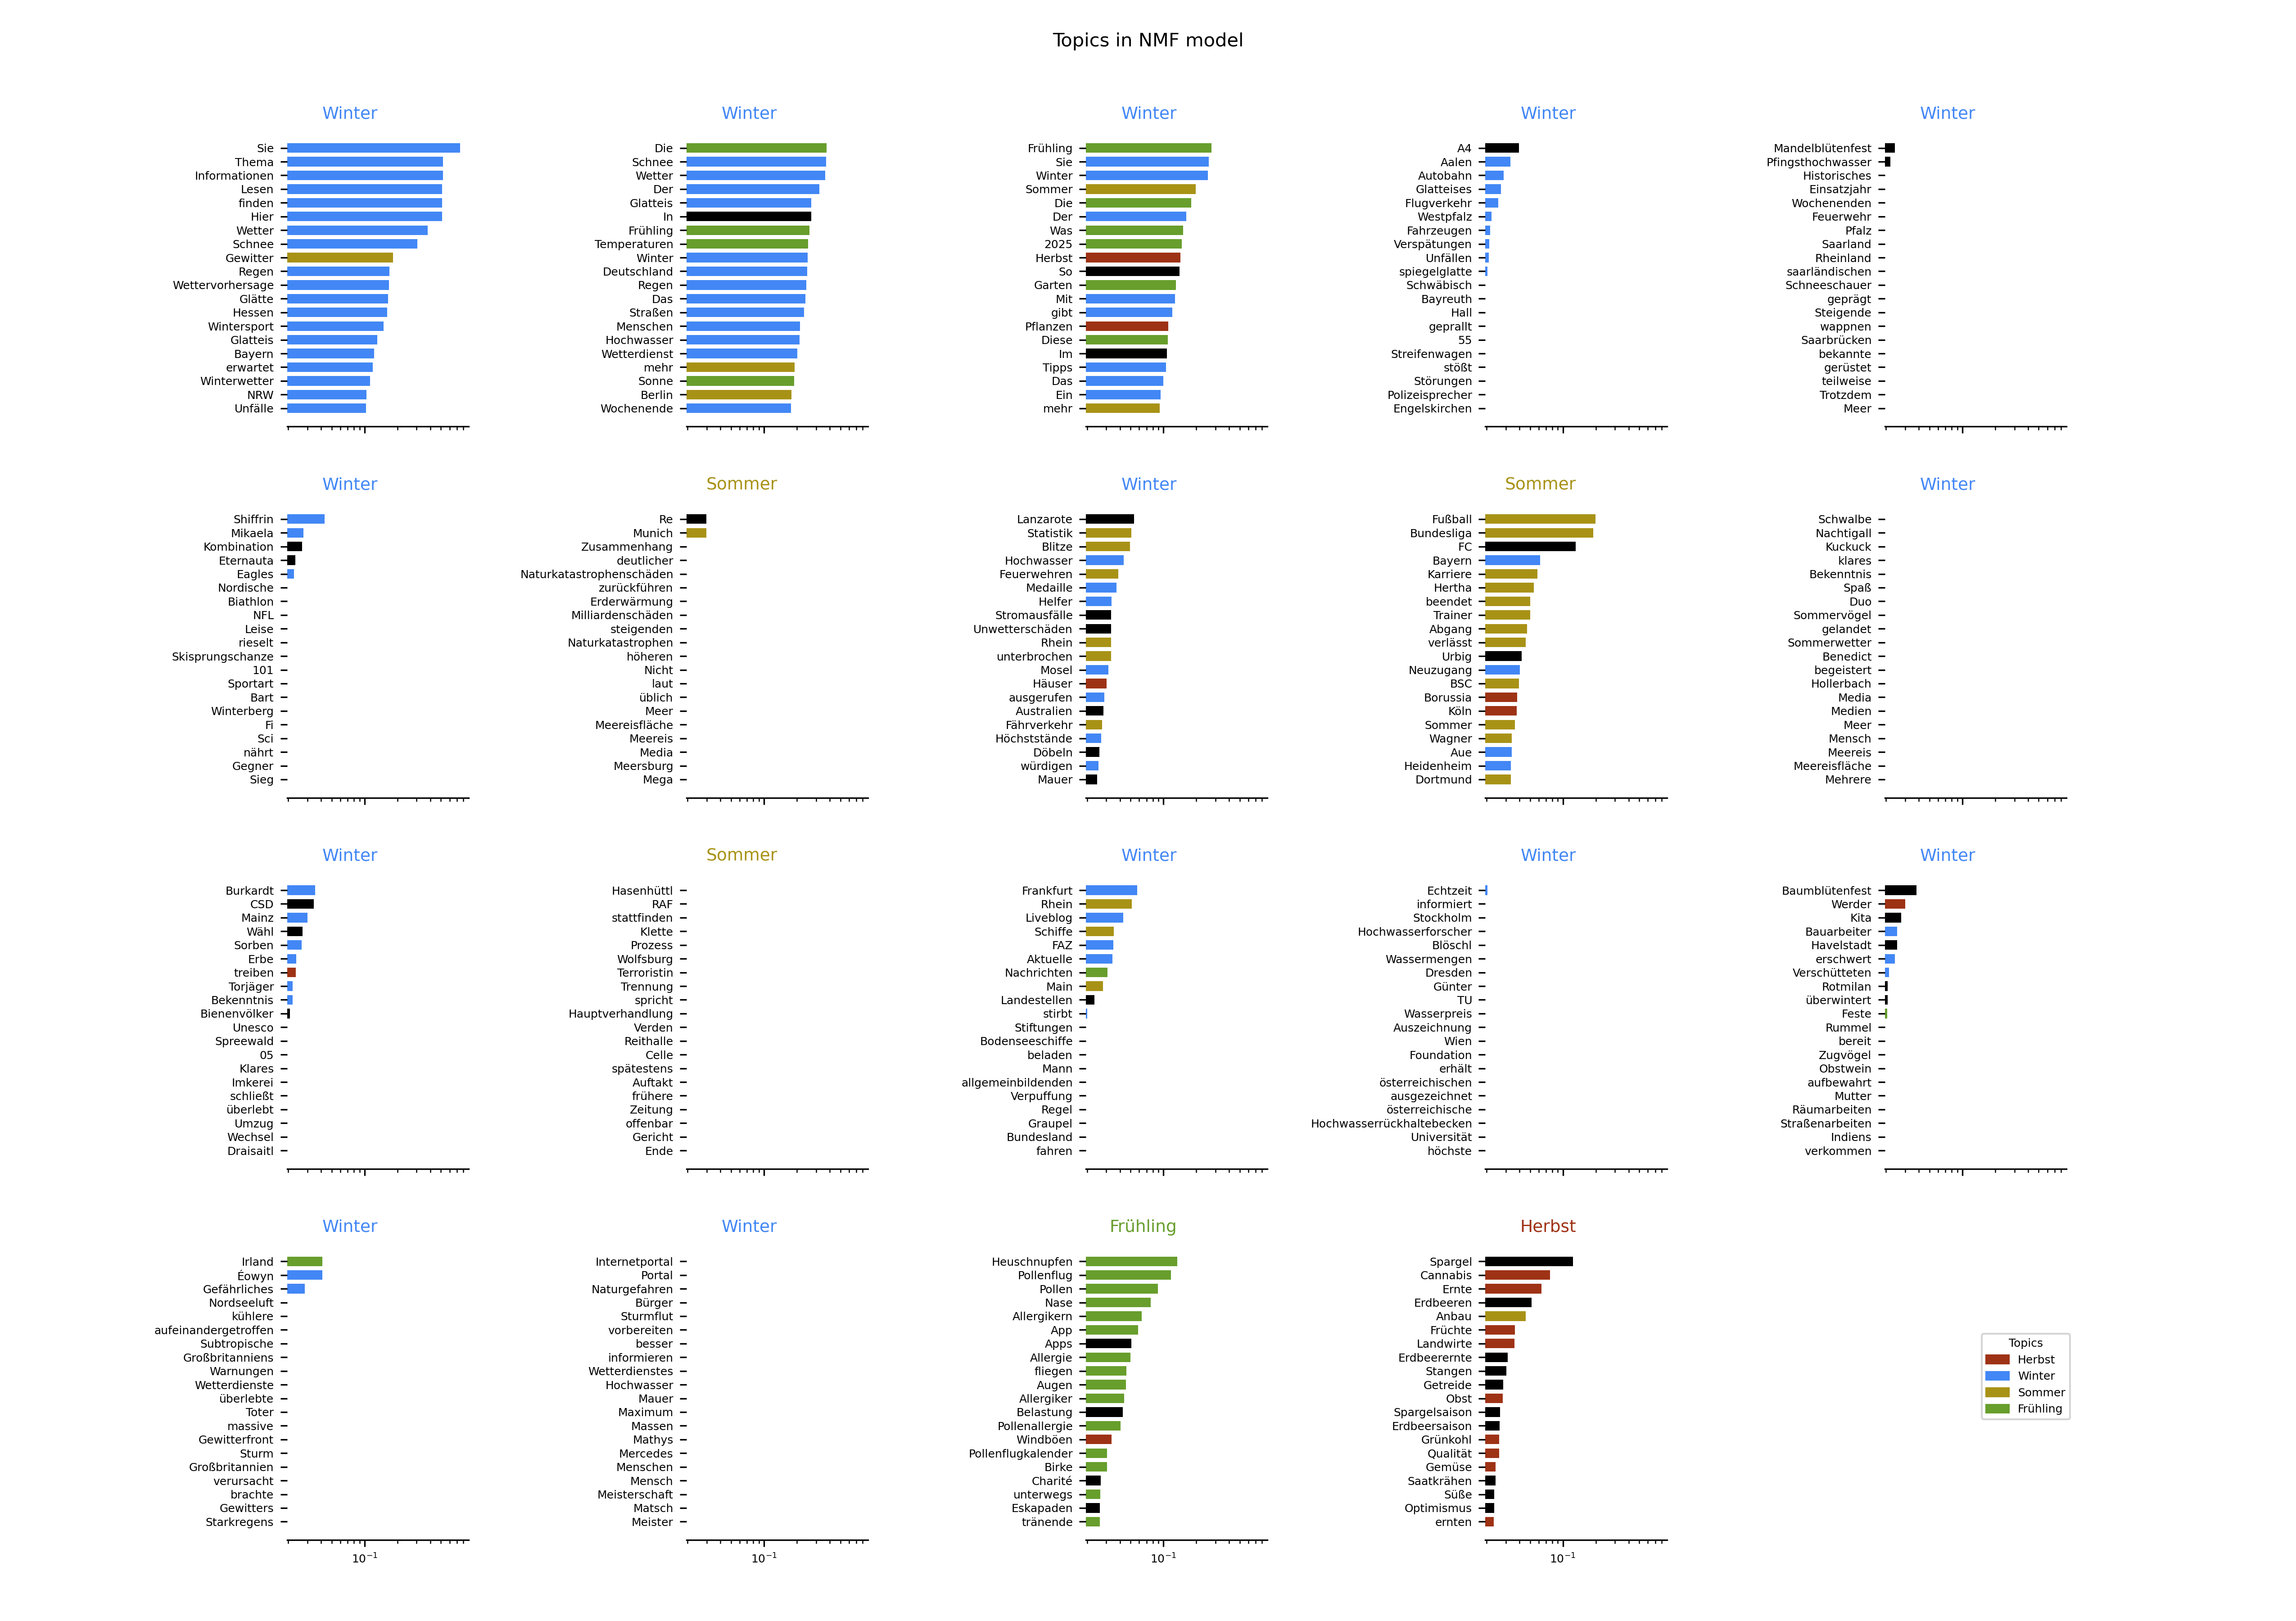 Topics in NMF model
Winter
Sie
Thema
Informationen
Lesen
finden
Hier
Wetter
Schnee
Gewitter
Regen
Wettervorhersage
Glätte
Hessen
Wintersport
Glatteis
Bayern
erwartet
Winterwetter
NRW
Unfälle
Winter
Die
Schnee
Wetter
Der
Glatteis
In
Frühling
Temperaturen
Winter
Deutschland
Regen
Das
Straßen
Menschen
Hochwasser
Wetterdienst
mehr
Sonne
Berlin
Wochenende
Winter
Frühling
Sie
Winter
Sommer
Die
Der
Was
2025
Herbst
So
Garten
Mit
gibt
Pflanzen
Diese
Im
Tipps
Das
Ein
mehr
Winter
A4
Aalen
Autobahn
Glatteises
Flugverkehr
Westpfalz
Fahrzeugen
Verspätungen
Unfällen
spiegelglatte
Schwäbisch
Bayreuth
Hall
geprallt
55
Streifenwagen
stößt
Störungen
Polizeisprecher
Engelskirchen
Winter
Mandelblütenfest
Pfingsthochwasser
Historisches
Einsatzjahr
Wochenenden
Feuerwehr
Pfalz
Saarland
Rheinland
saarländischen
Schneeschauer
geprägt
Steigende
wappnen
Saarbrücken
bekannte
gerüstet
teilweise
Trotzdem
Meer
Winter
Shiffrin
Mikaela
Kombination
Eternauta
Eagles
Nordische
Biathlon
NFL
Leise
rieselt
Skisprungschanze
101
Sportart
Bart
Winterberg
Fi
Sci
nährt
Gegner
Sieg
Sommer
Re
Munich
Zusammenhang
deutlicher
Naturkatastrophenschäden
zurückführen
Erderwärmung
Milliardenschäden
steigenden
Naturkatastrophen
höheren
Nicht
laut
üblich
Meer
Meereisfläche
Meereis
Media
Meersburg
Mega
Winter
Lanzarote
Statistik
Blitze
Hochwasser
Feuerwehren
Medaille
Helfer
Stromausfälle
Unwetterschäden
Rhein
unterbrochen
Mosel
Häuser
ausgerufen
Australien
Fährverkehr
Höchststände
Döbeln
würdigen
Mauer
Sommer
Fußball
Bundesliga
FC
Bayern
Karriere
Hertha
beendet
Trainer
Abgang
verlässt
Urbig
Neuzugang
BSC
Borussia
Köln
Sommer
Wagner
Aue
Heidenheim
Dortmund
Winter
Schwalbe
Nachtigall
Kuckuck
klares
Bekenntnis
Spaß
Duo
Sommervögel
gelandet
Sommerwetter
Benedict
begeistert
Hollerbach
Media
Medien
Meer
Mensch
Meereis
Meereisfläche
Mehrere
Winter
Burkardt
CSD
Mainz
Wähl
Sorben
Erbe
treiben
Torjäger
Bekenntnis
Bienenvölker
Unesco
Spreewald
05
Klares
Imkerei
schließt
überlebt
Umzug
Wechsel
Draisaitl
Sommer
Hasenhüttl
RAF
stattfinden
Klette
Prozess
Wolfsburg
Terroristin
Trennung
spricht
Hauptverhandlung
Verden
Reithalle
Celle
spätestens
Auftakt
frühere
Zeitung
offenbar
Gericht
Ende
Winter
Frankfurt
Rhein
Liveblog
Schiffe
FAZ
Aktuelle
Nachrichten
Main
Landestellen
stirbt
Stiftungen
Bodenseeschiffe
beladen
Mann
allgemeinbildenden
Verpuffung
Regel
Graupel
Bundesland
fahren
Winter
Echtzeit
informiert
Stockholm
Hochwasserforscher
Blöschl
Wassermengen
Dresden
Günter
TU
Wasserpreis
Auszeichnung
Wien
Foundation
erhält
österreichischen
ausgezeichnet
österreichische
Hochwasserrückhaltebecken
Universität
höchste
Winter
Baumblütenfest
Werder
Kita
Bauarbeiter
Havelstadt
erschwert
Verschütteten
Rotmilan
überwintert
Feste
Rummel
bereit
Zugvögel
Obstwein
aufbewahrt
Mutter
Räumarbeiten
Straßenarbeiten
Indiens
verkommen
Winter
Irland
Éowyn
Gefährliches
Nordseeluft
kühlere
aufeinandergetroffen
Subtropische
Großbritanniens
Warnungen
Wetterdienste
überlebte
Toter
massive
Gewitterfront
Sturm
Großbritannien
verursacht
brachte
Gewitters
Starkregens
10⁻¹
Winter
Internetportal
Portal
Naturgefahren
Bürger
Sturmflut
vorbereiten
besser
informieren
Wetterdienstes
Hochwasser
Mauer
Maximum
Massen
Mathys
Mercedes
Menschen
Mensch
Meisterschaft
Matsch
Meister
10⁻¹
Frühling
Heuschnupfen
Pollenflug
Pollen
Nase
Allergikern
App
Apps
Allergie
fliegen
Augen
Allergiker
Belastung
Pollenallergie
Windböen
Pollenflugkalender
Birke
Charité
unterwegs
Eskapaden
tränende
10⁻¹
Herbst
Spargel
Cannabis
Ernte
Erdbeeren
Anbau
Früchte
Landwirte
Erdbeerernte
Stangen
Getreide
Obst
Spargelsaison
Erdbeersaison
Grünkohl
Qualität
Gemüse
Saatkrähen
Süße
Optimismus
ernten
10⁻¹
Topics
Herbst
Winter
Sommer
Frühling